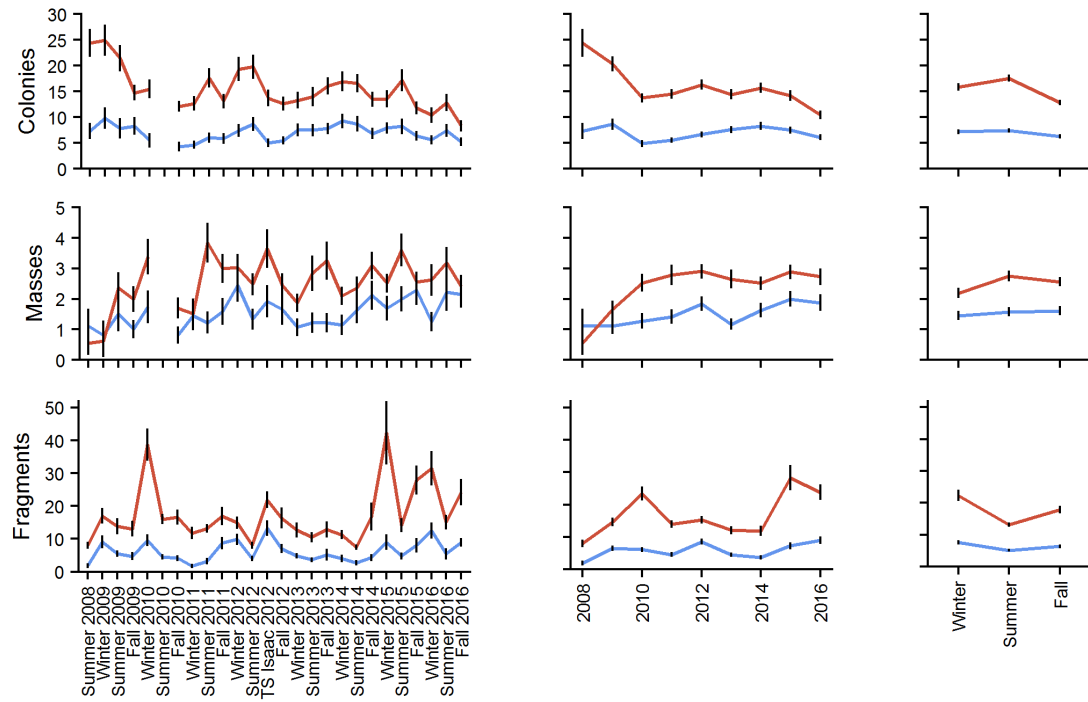 Colonies
30
25
20
15
10
5
0
Masses
5
4
3
2
1
0
Fragments
50
40
30
20
10
0
Summer 2008
Winter 2009
Summer 2009
Fall 2009
Winter 2010
Summer 2010
Fall 2010
Winter 2011
Summer 2011
Fall 2011
Winter 2012
Summer 2012
TS Isaac 2012
Fall 2012
Winter 2013
Summer 2013
Fall 2013
Winter 2014
Summer 2014
Fall 2014
Winter 2015
Summer 2015
Fall 2015
Winter 2016
Summer 2016
Fall 2016
2008
2010
2012
2014
2016
Winter
Summer
Fall